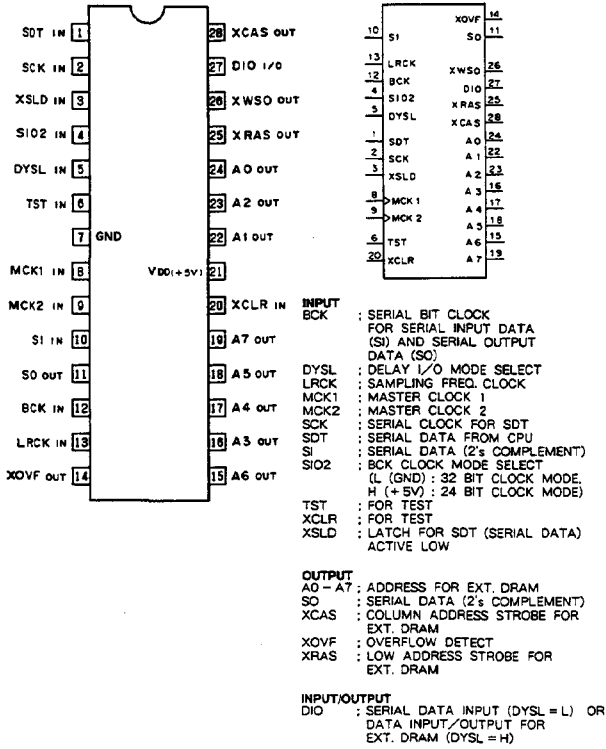 SDT IN 1
SCK IN 2
XSLD IN 3
SIO2 IN 4
DYSL IN 5
TST IN 6
7 GND
MCK1 IN 8
MCK2 IN 9
SI IN 10
SO OUT 11
BCK IN 12
LRCK IN 13
XOVF OUT 14
28 XCAS OUT
27 DIO I/O
26 XWSO OUT
25 XRAS OUT
24 A0 OUT
23 A2 OUT
22 A1 OUT
VDD(+5V) 21
20 XCLR IN
19 A7 OUT
18 A5 OUT
17 A4 OUT
16 A3 OUT
15 A6 OUT
10 SI
13 LRCK
12 BCK
4 SIO2
5 DYSL
1 SDT
2 SCK
3 XSLD
8 MCK1
9 MCK2
6 TST
20 XCLR
XOVF 14
SO 11
XWSO 26
DIO 27
XRAS 25
XCAS 28
A0 24
A1 22
A2 23
A3 16
A4 17
A5 18
A6 15
A7 19
INPUT
BCK ; SERIAL BIT CLOCK
FOR SERIAL INPUT DATA
(SI) AND SERIAL OUTPUT
DATA (SO)
DYSL ; DELAY I/O MODE SELECT
LRCK ; SAMPLING FREQ. CLOCK
MCK1 ; MASTER CLOCK 1
MCK2 ; MASTER CLOCK 2
SCK ; SERIAL CLOCK FOR SDT
SDT ; SERIAL DATA FROM CPU
SI ; SERIAL DATA (2's COMPLEMENT)
SIO2 ; BCK CLOCK MODE SELECT
(L (GND) : 32 BIT CLOCK MODE,
H (+5V) : 24 BIT CLOCK MODE)
TST ; FOR TEST
XCLR ; FOR TEST
XSLD ; LATCH FOR SDT (SERIAL DATA)
ACTIVE LOW
OUTPUT
A0 – A7 ; ADDRESS FOR EXT. DRAM
SO ; SERIAL DATA (2's COMPLEMENT)
XCAS ; COLUMN ADDRESS STROBE FOR
EXT. DRAM
XOVF ; OVERFLOW DETECT
XRAS ; LOW ADDRESS STROBE FOR
EXT. DRAM
INPUT/OUTPUT
DIO ; SERIAL DATA INPUT (DYSL = L) OR
DATA INPUT/OUTPUT FOR
EXT. DRAM (DYSL = H)